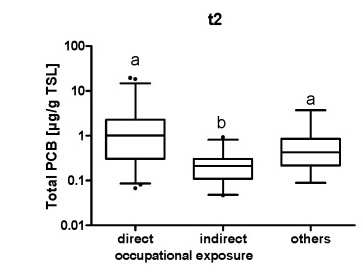 t2
Total PCB [µg/g TSL]
100
10
1
0.1
0.01
a
b
a
direct indirect others
occupational exposure